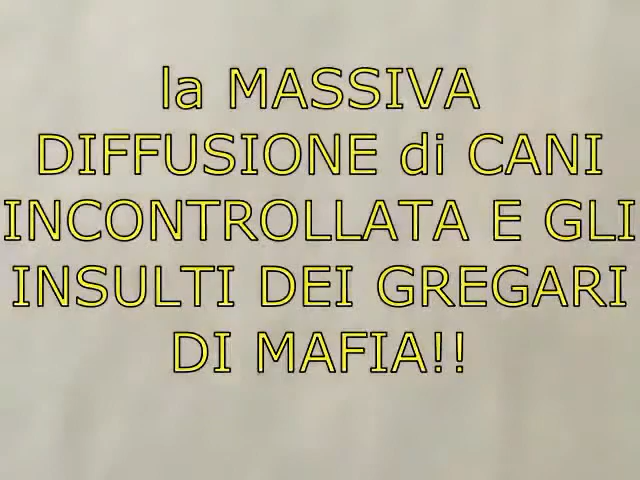 la MASSIVA
DIFFUSIONE di CANI
INCONTROLLATA E GLI
INSULTI DEI GREGARI
DI MAFIA!!